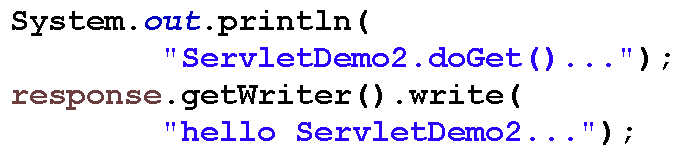 System.out.println(
"ServletDemo2.doGet()...");
response.getWriter().write(
"hello ServletDemo2...");